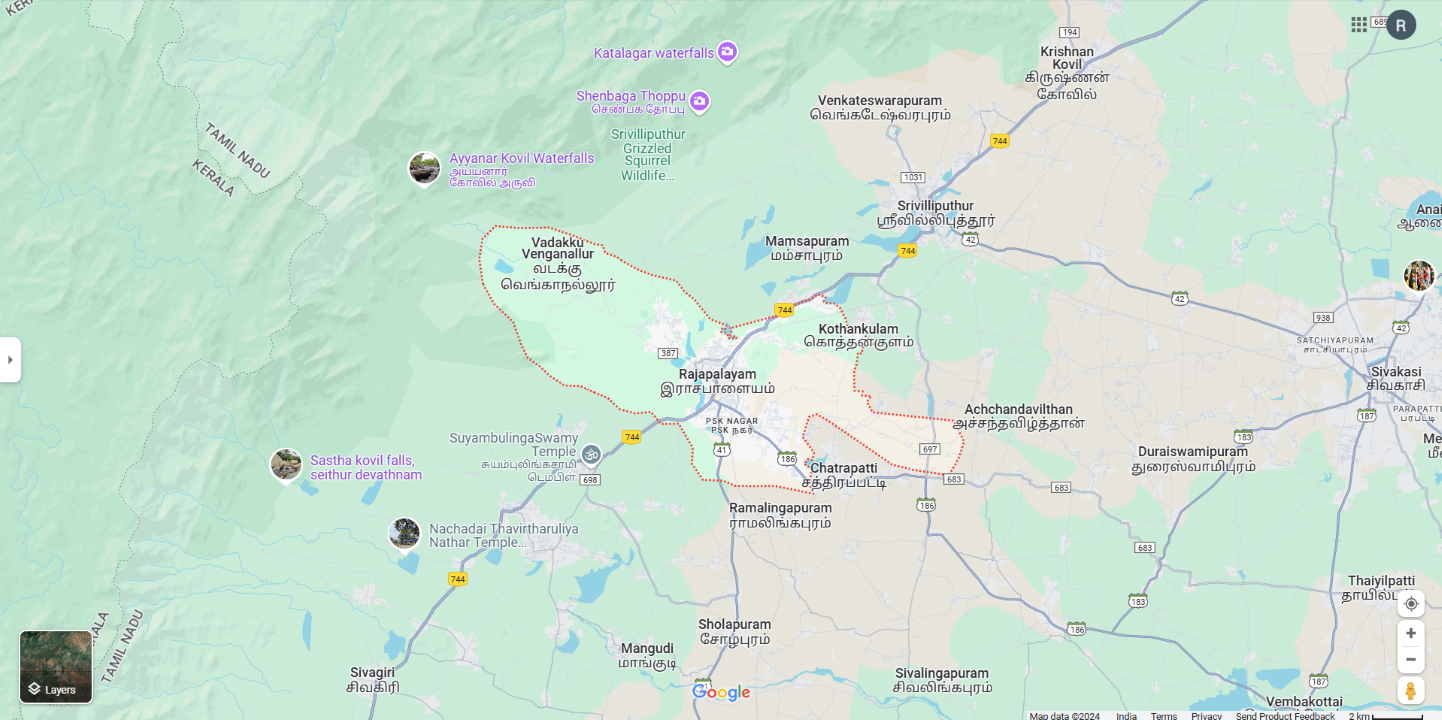 KER
689
R
194
Krishnan
Kovil
கிருஷ்ணன்
கோவில்
Katalagar waterfalls
Shenbaga Thoppu
செண்பக தோப்பு
Venkateswarapuram
வெங்கடேஷ்வரபுரம்
TAMIL NADU
KERALA
Srivilliputhur
Grizzled
Squirrel
Wildlife...
744
Ayyanar Kovil Waterfalls
அய்யனார்
கோவில் அருவி
1031
Srivilliputhur
ஸ்ரீவில்லிபுத்தூர்
Anai
ஆனை
42
Vadakku
Venganallur
வடக்கு
வெங்காநல்லூர்
Mamsapuram
மம்சாபுரம்
744
42
744
938
42
Kothankulam
கொத்தன்குளம்
SATCHIYAPURAM
சாட்சியாபுரம்
387
Rajapalayam
இராசபாளையம்
Sivakasi
சிவகாசி
PARAPATTI
பரபட்டி
187
Achchandavilthan
அச்சந்தவிழ்த்தான்
PSK NAGAR
PSK நகர்
744
SuyambulingaSwamy
Temple
சுயம்புலிங்கசாமி
டெம்பிள்
41
186
697
183
Me
மீ
Sastha kovil falls,
seithur devathnam
Chatrapatti
சத்திரப்பட்டி
Duraiswamipuram
துரைஸ்வாமிபுரம்
698
683
683
186
Ramalingapuram
ராமலிங்கபுரம்
Nachadai Thavirtharuliya
Nathar Temple...
683
744
Thaiyilpatti
183
Sholapuram
சோழபுரம்
186
KERALA
TAMIL NADU
Mangudi
மாங்குடி
Sivagiri
சிவகிரி
Sivalingapuram
சிவலிங்கபுரம்
187
Layers
Google
Vembakottai
Map data ©2024 India Terms Privacy Send Product Feedback 2 km